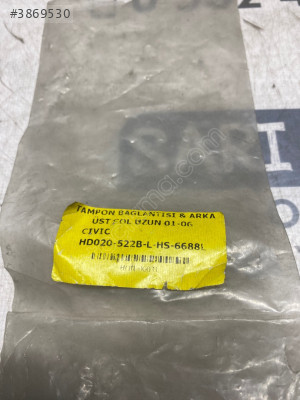 #3869530
TAMPON BAGLANTISI & ARKA
UST SOL UZUN 01-06
CIVIC
HD020-522B-L-HS-6688L